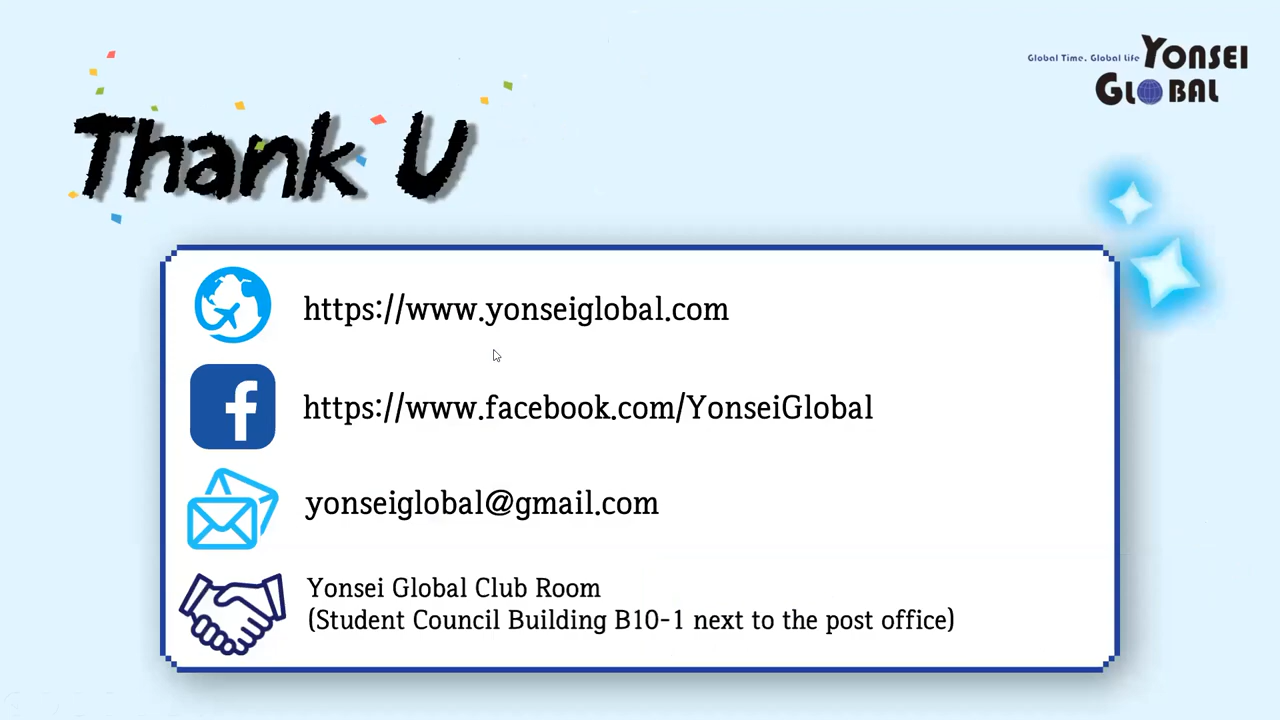 Global Time. Global Life
YONSEI
GLOBAL
Thank U
https://www.yonseiglobal.com
https://www.facebook.com/YonseiGlobal
yonseiglobal@gmail.com
Yonsei Global Club Room
(Student Council Building B10-1 next to the post office)